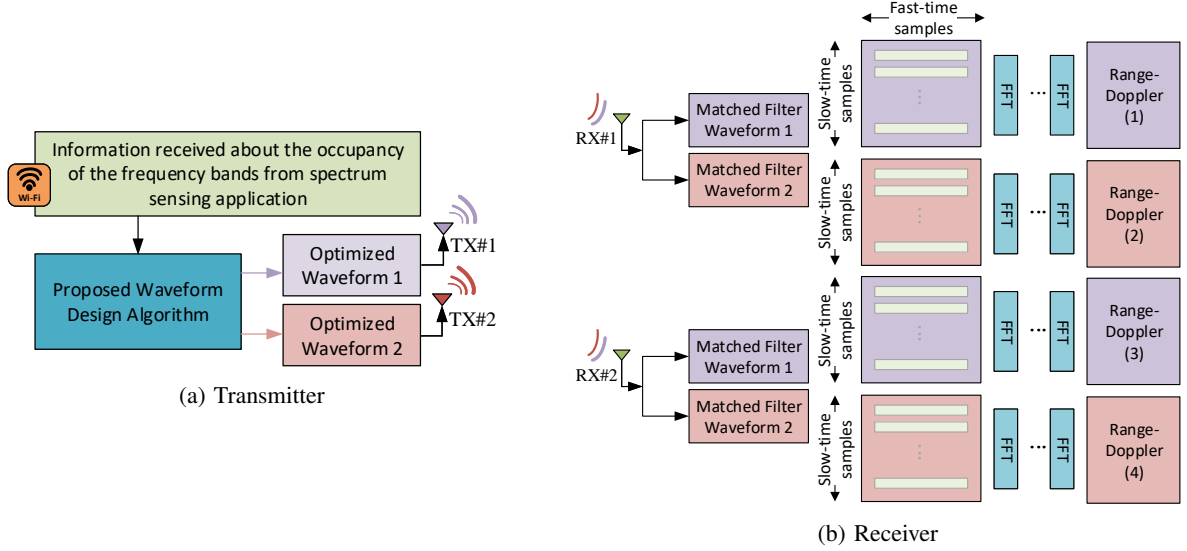 Information received about the occupancy
of the frequency bands from spectrum
sensing application
Wi-Fi
Proposed Waveform
Design Algorithm
Optimized
Waveform 1
Optimized
Waveform 2
TX#1
TX#2
(a) Transmitter
Fast-time
samples
RX#1
Matched Filter
Waveform 1
Matched Filter
Waveform 2
Slow-time
samples
FFT
FFT
Range-
Doppler
(1)
Slow-time
samples
FFT
FFT
Range-
Doppler
(2)
RX#2
Matched Filter
Waveform 1
Matched Filter
Waveform 2
Slow-time
samples
FFT
FFT
Range-
Doppler
(3)
Slow-time
samples
FFT
FFT
Range-
Doppler
(4)
(b) Receiver